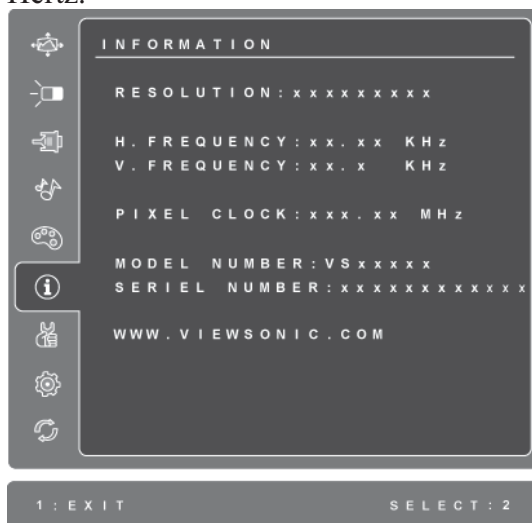 Hertz.
INFORMATION
RESOLUTION:xxxxxxxxx
H. FREQUENCY:xx.xx KHz
V. FREQUENCY:xx.x KHz
PIXEL CLOCK:xxx.xx MHz
MODEL NUMBER:VSxxxxx
SERIEL NUMBER:xxxxxxxxxxxx
WWW.VIEWSONIC.COM
1:EXIT SELECT:2